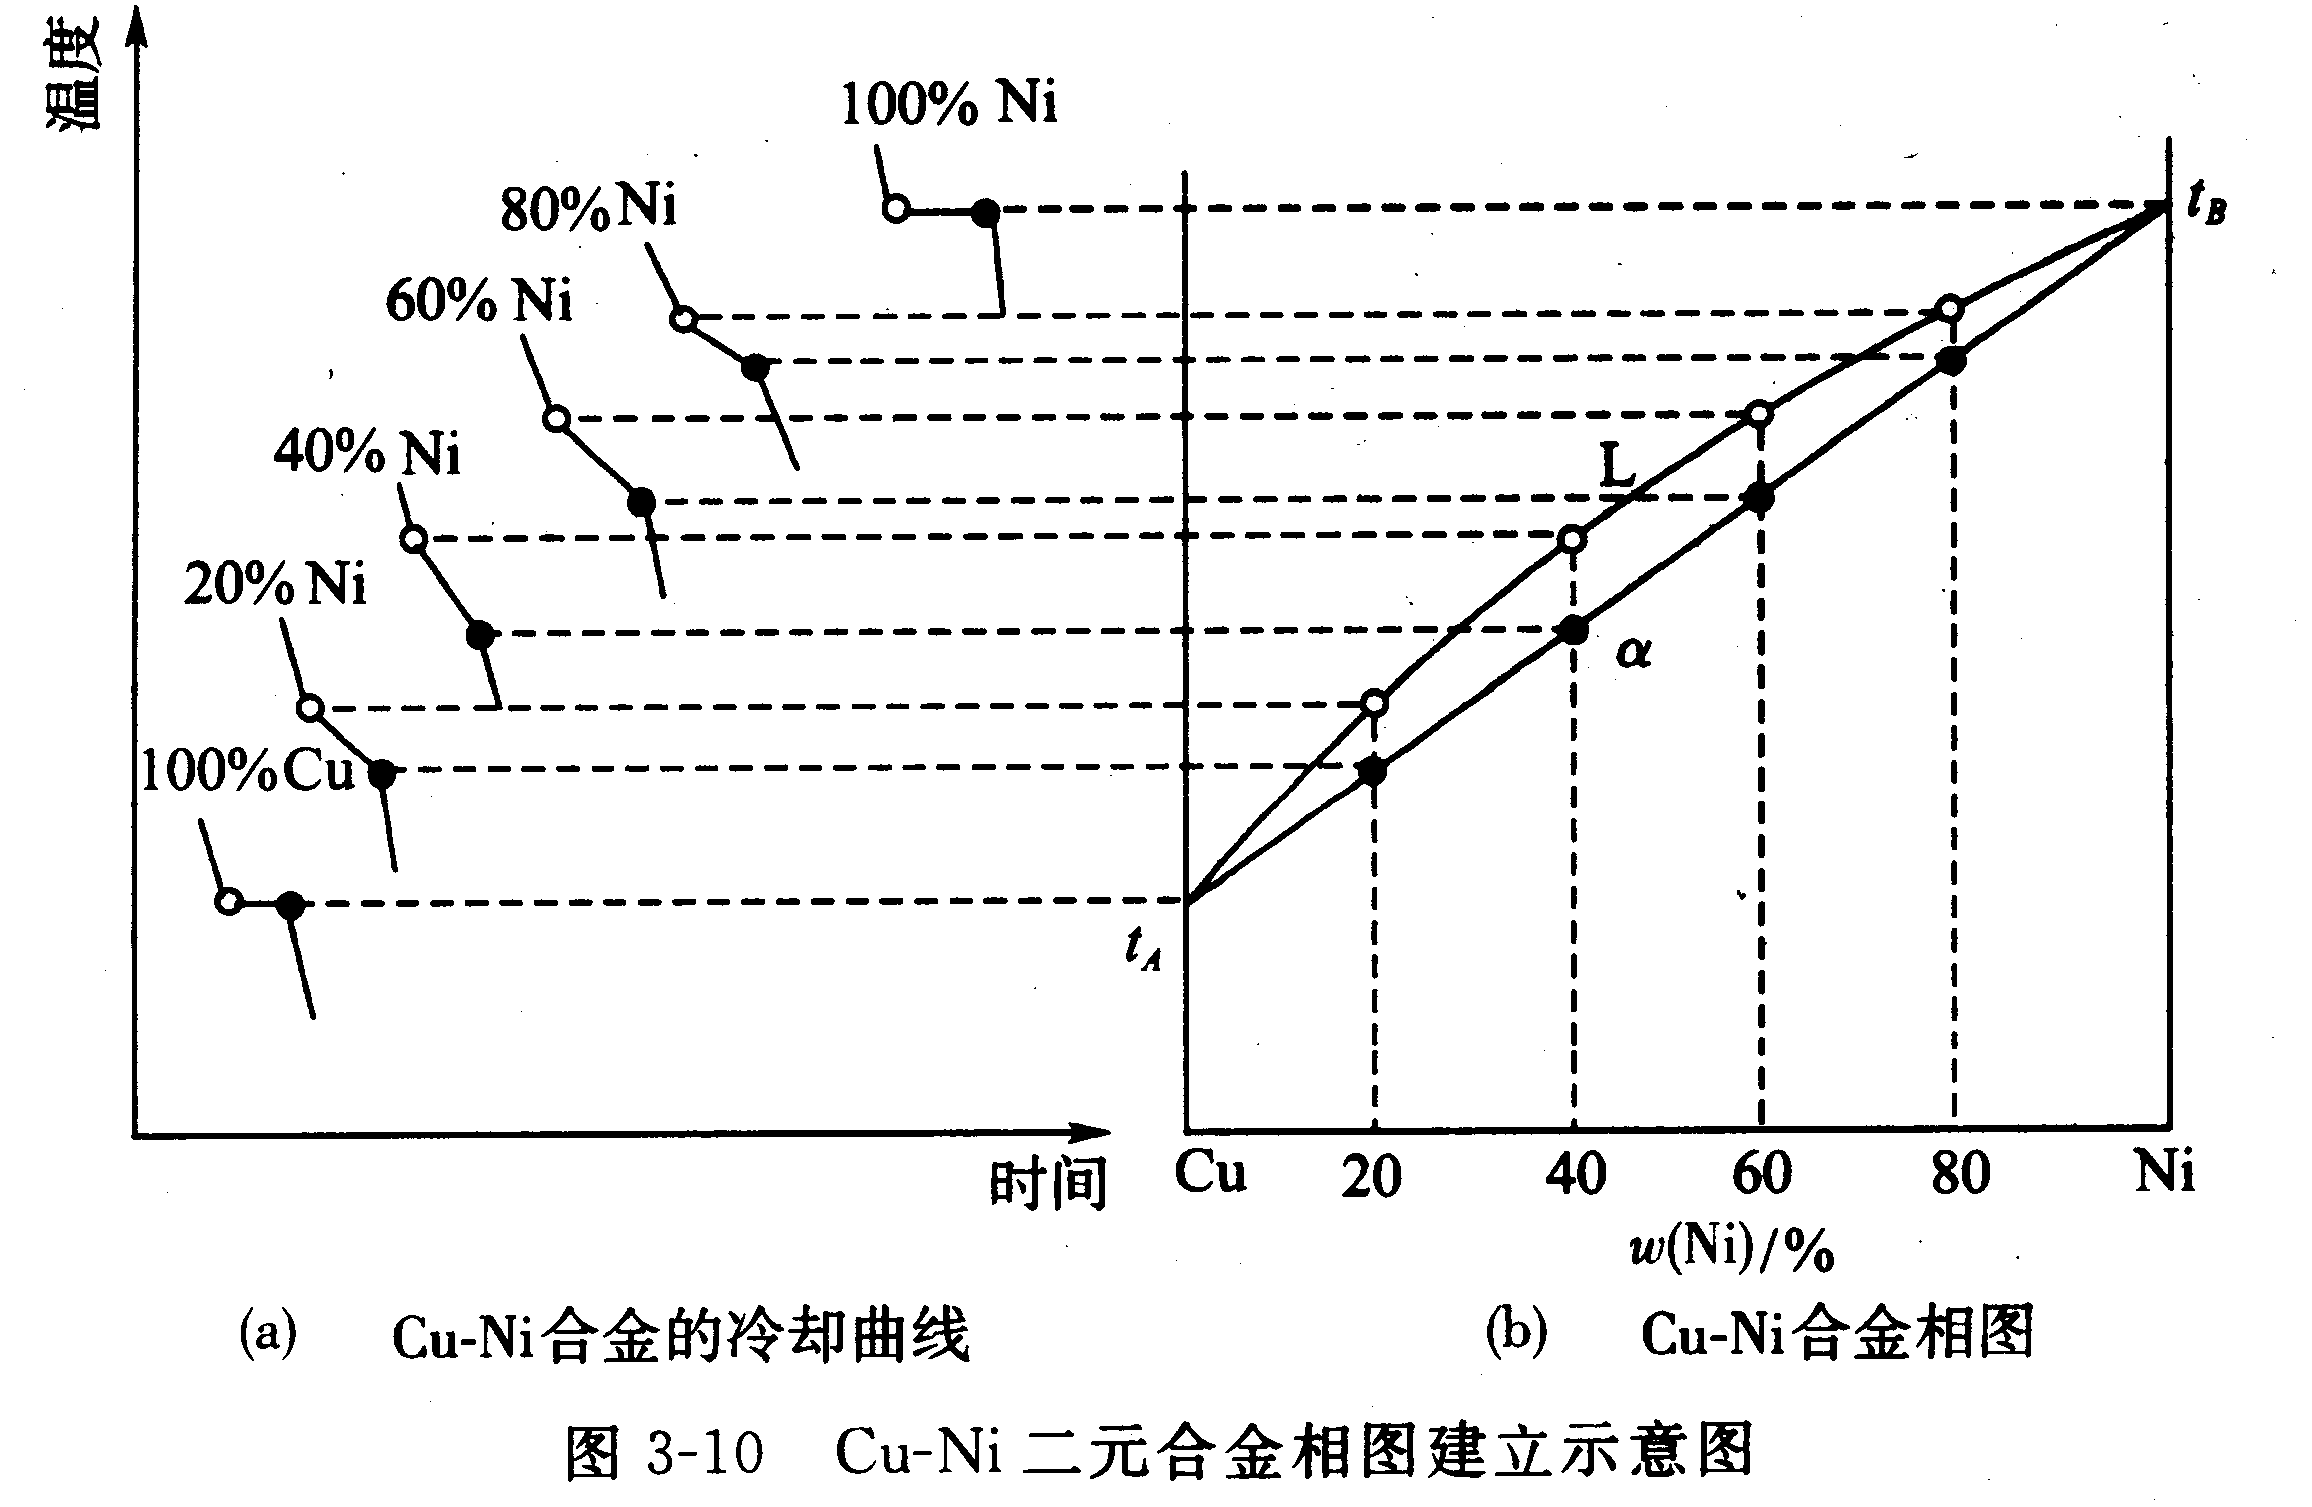 温度
100% Ni
80% Ni
60% Ni
40% Ni
20% Ni
100% Cu
时间
t_B
L
α
t_A
Cu 20 40 60 80 Ni
w(Ni)/%
(a) Cu-Ni合金的冷却曲线
(b) Cu-Ni合金相图
图 3-10 Cu-Ni 二元合金相图建立示意图